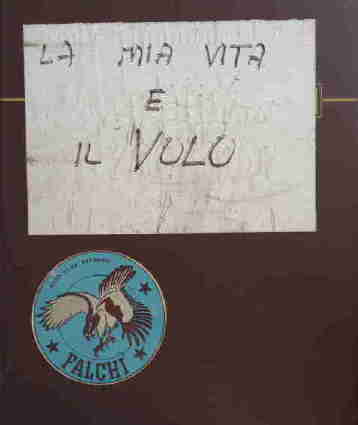 LA MIA VITA
E
IL VOLO
FALCHI